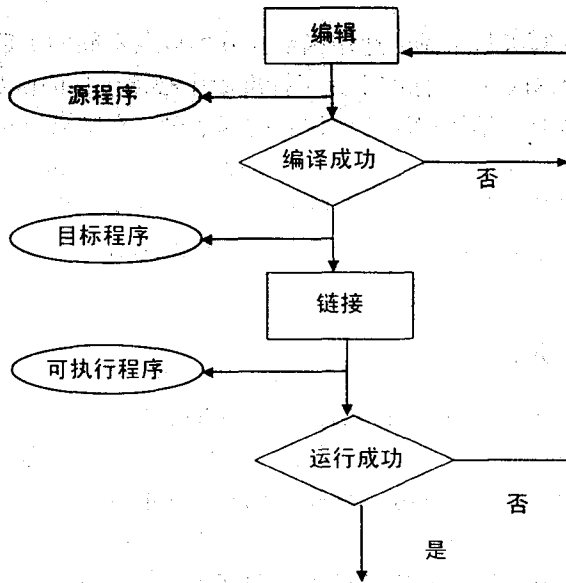 编辑
源程序
编译成功
否
目标程序
链接
可执行程序
运行成功
否
是